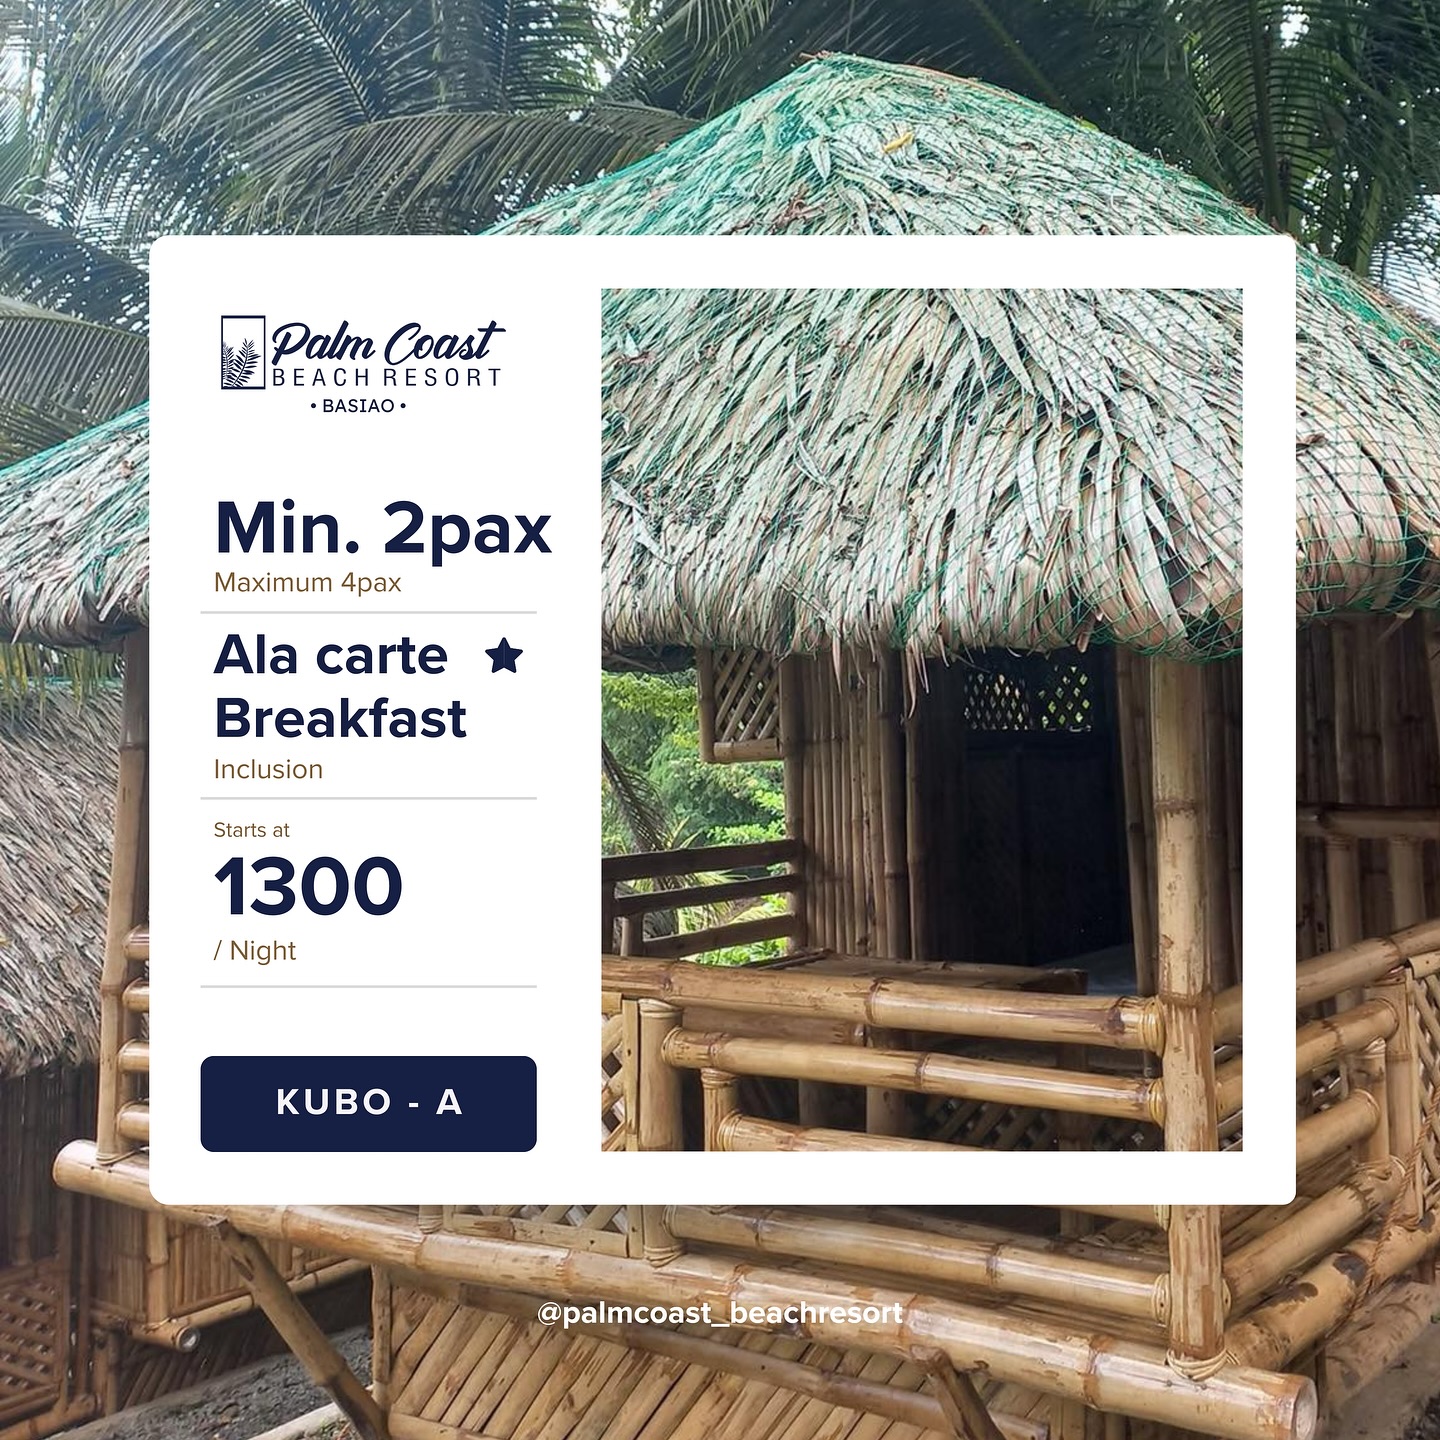 Palm Coast
BEACH RESORT
• BASIAO •
Min. 2pax
Maximum 4pax
Ala carte
Breakfast
Inclusion
Starts at
1300
/ Night
KUBO - A
@palmcoast_beachresort